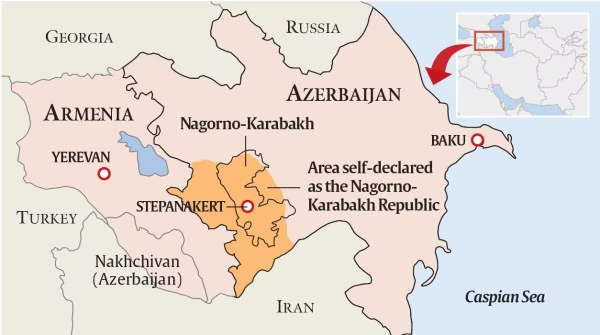 RUSSIA
GEORGIA
ARMENIA
AZERBAIJAN
Nagorno-Karabakh
BAKU
YEREVAN
Area self-declared
as the Nagorno-
Karabakh Republic
STEPANAKERT
TURKEY
Nakhchivan
(Azerbaijan)
IRAN
Caspian Sea